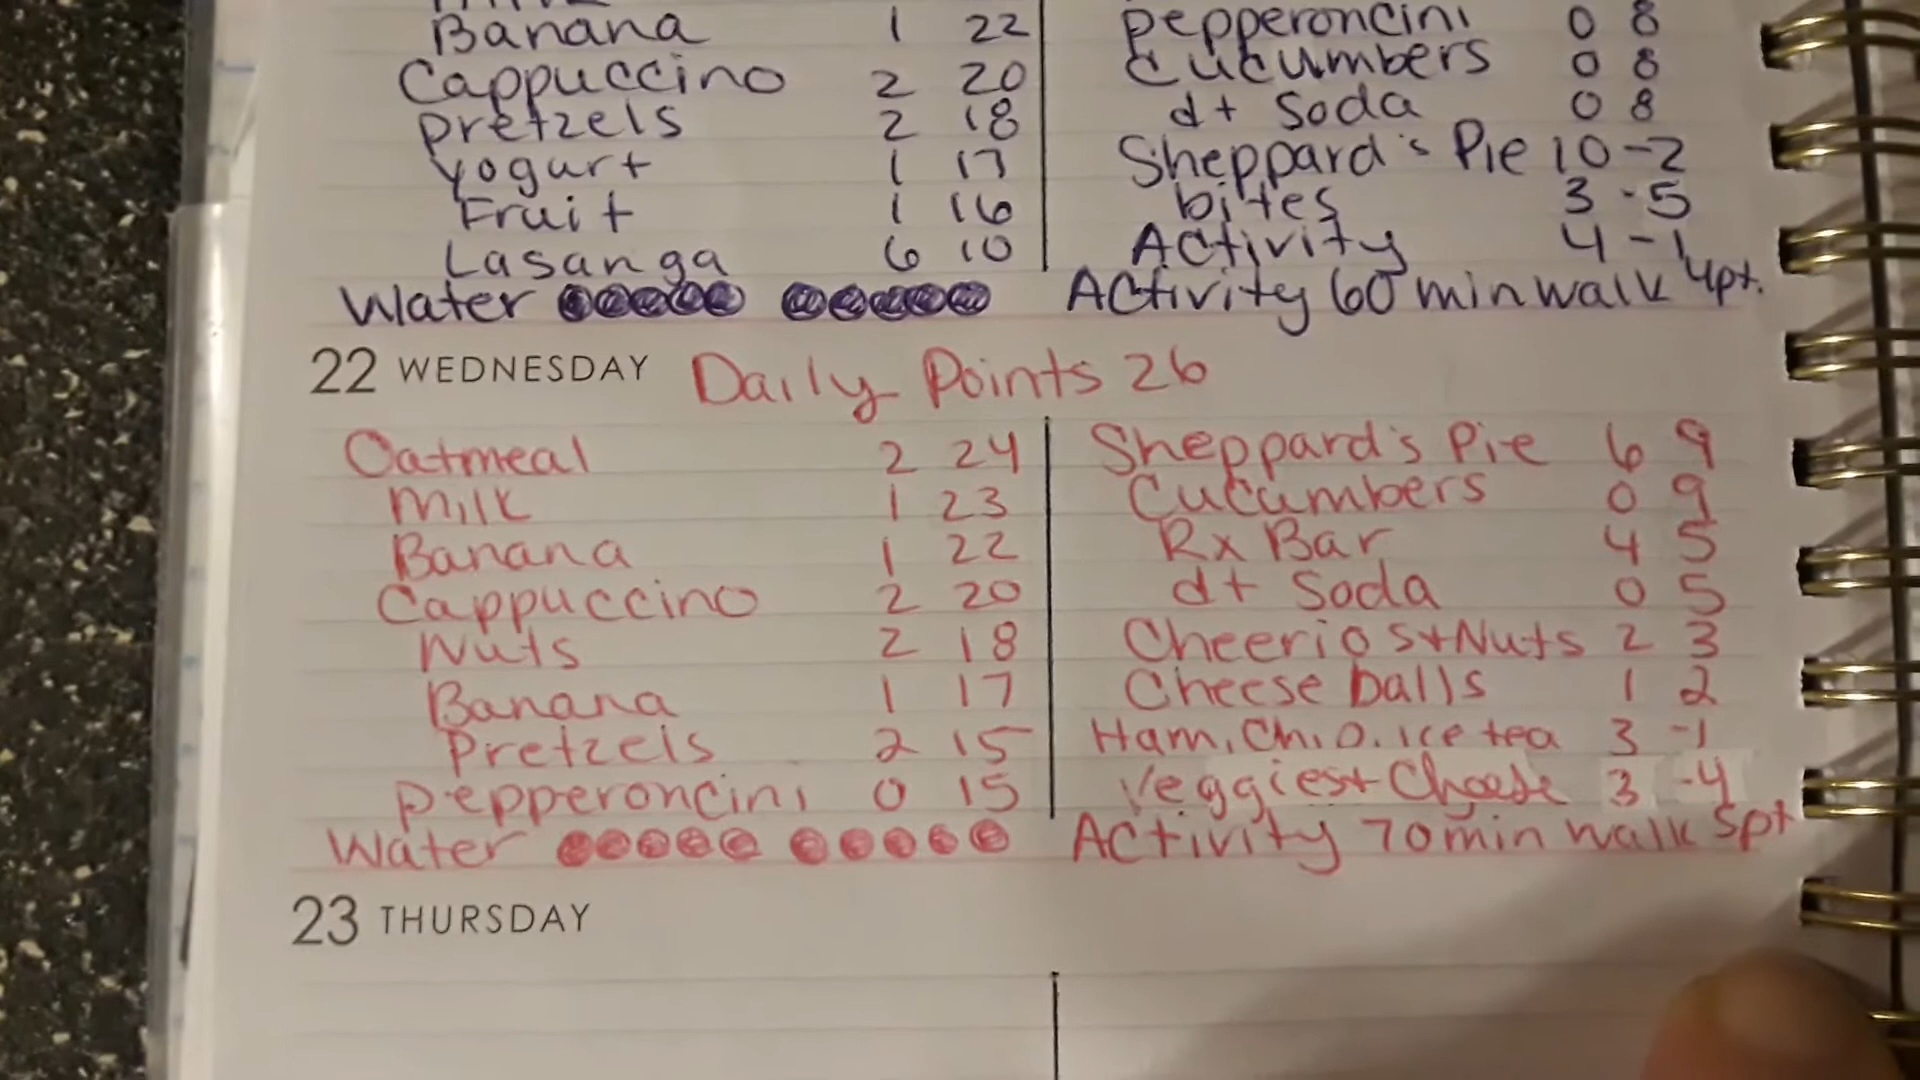 Banana 1 22
Cappuccino 2 20
pretzels 2 18
yogurt 1 17
Fruit 1 16
Lasanga 6 10
pepperoncini 0 8
Cucumbers 0 8
dt Soda 0 8
Sheppard's Pie 10 -2
bites 3 -5
Activity 4 -1
Water
Activity 60 min walk 4pt.
22 WEDNESDAY Daily Points 26
Oatmeal 2 24
Milk 1 23
Banana 1 22
Cappuccino 2 20
Nuts 2 18
Banana 1 17
Pretzels 2 15
Pepperoncini 0 15
Sheppard's Pie 6 9
Cucumbers 0 9
Rx Bar 4 5
dt Soda 0 5
Cheerios + Nuts 2 3
Cheese balls 1 2
Ham, Ch, O. ice tea 3 -1
Veggies + Cheese 3 -4
Water
Activity 70 min walk 5pt
23 THURSDAY